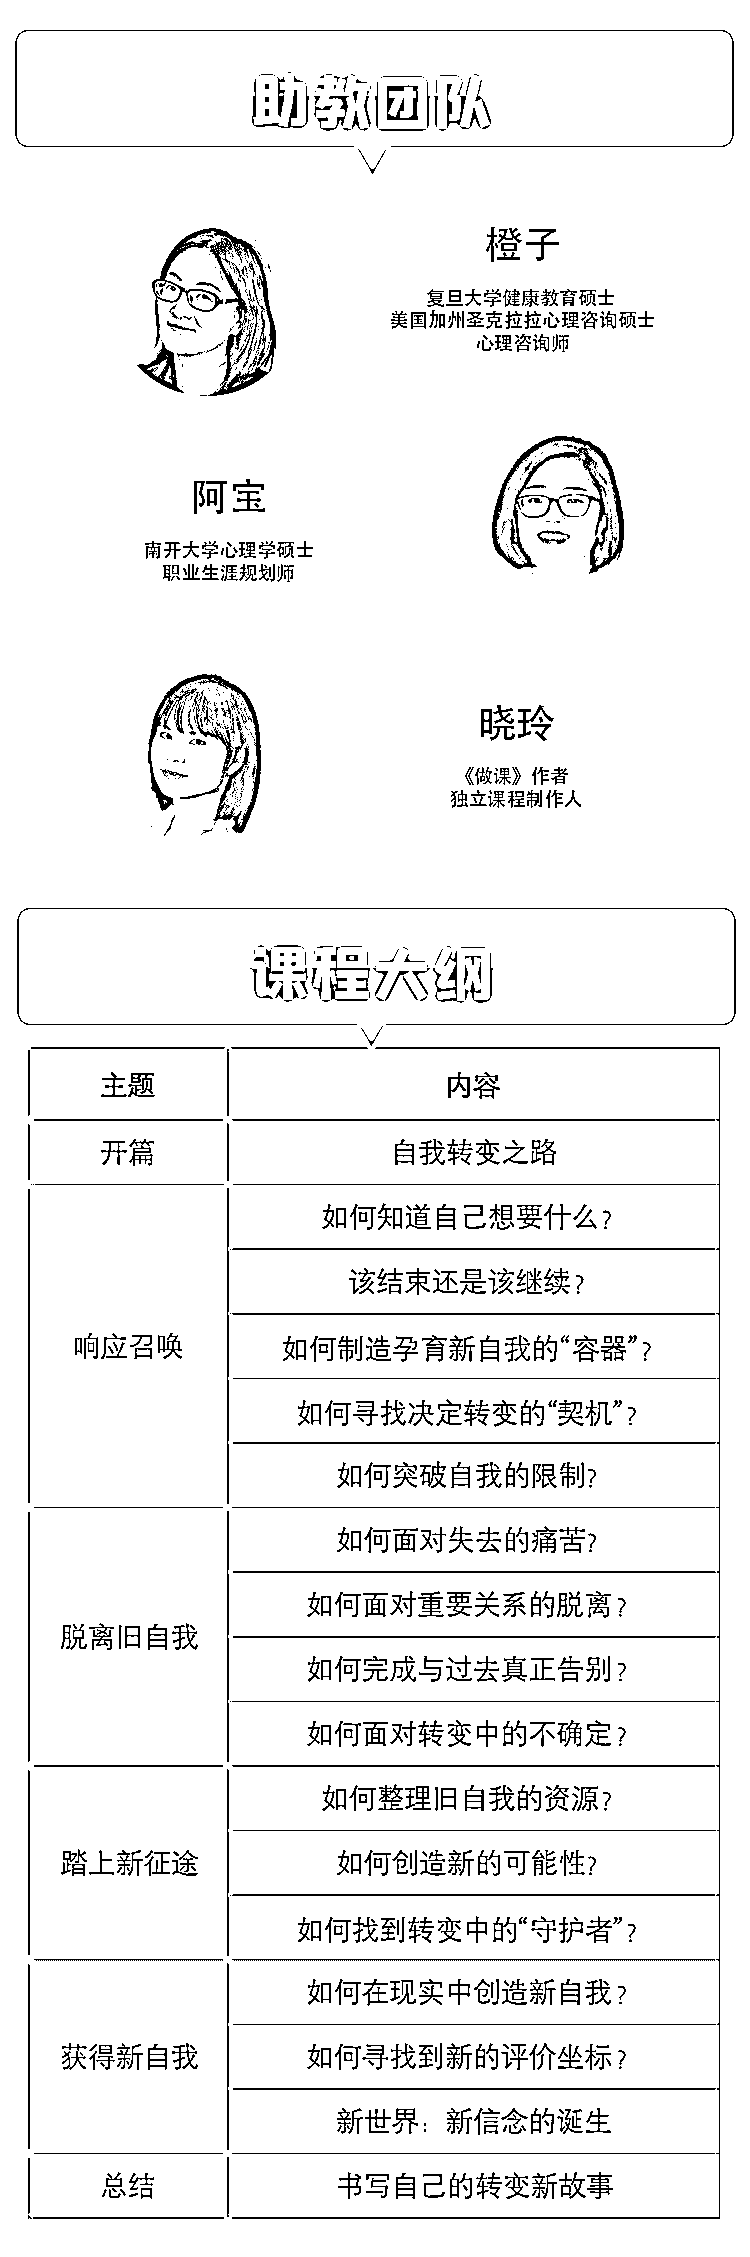 助教团队
橙子
复旦大学健康教育硕士
美国加州圣克拉拉心理咨询硕士
心理咨询师
阿宝
南开大学心理学硕士
职业生涯规划师
晓玲
《做课》作者
独立课程制作人
课程大纲
主题 内容
开篇 自我转变之路
响应召唤
如何知道自己想要什么？
该结束还是该继续？
如何制造孕育新自我的“容器”？
如何寻找决定转变的“契机”？
如何突破自我的限制？
脱离旧自我
如何面对失去的痛苦？
如何面对重要关系的脱离？
如何完成与过去真正告别？
如何面对转变中的不确定？
踏上新征途
如何整理旧自我的资源？
如何创造新的可能性？
如何找到转变中的“守护者”？
获得新自我
如何在现实中创造新自我？
如何寻找到新的评价坐标？
新世界：新信念的诞生
总结 书写自己的转变新故事